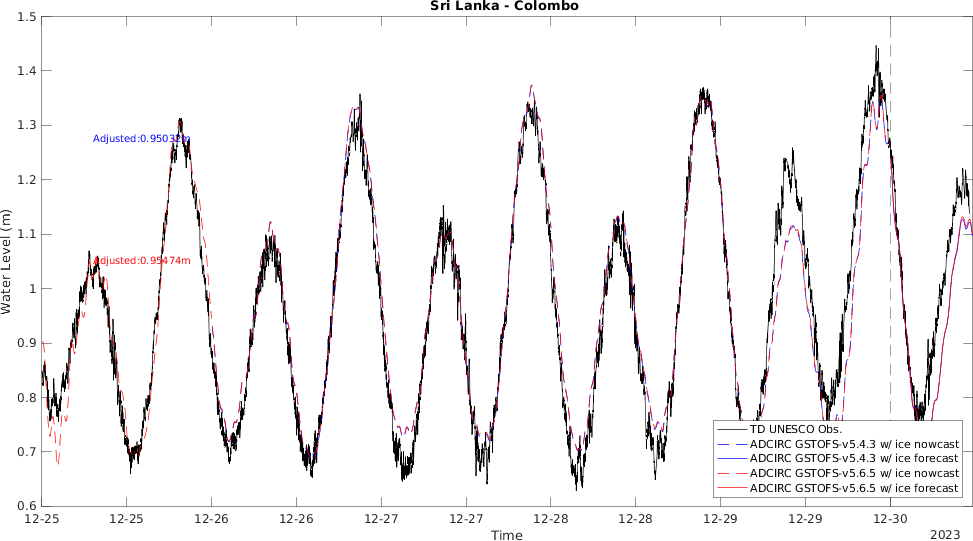 Sri Lanka - Colombo
1.5
1.4
1.3
Adjusted:0.95032m
1.2
1.1
Adjusted:0.95474m
1
0.9
0.8
0.7
0.6
Water Level (m)
TD UNESCO Obs.
ADCIRC GSTOFS-v5.4.3 w/ ice nowcast
ADCIRC GSTOFS-v5.4.3 w/ ice forecast
ADCIRC GSTOFS-v5.6.5 w/ ice nowcast
ADCIRC GSTOFS-v5.6.5 w/ ice forecast
12-25 12-25 12-26 12-26 12-27 12-27 12-28 12-28 12-29 12-29 12-30
Time
2023